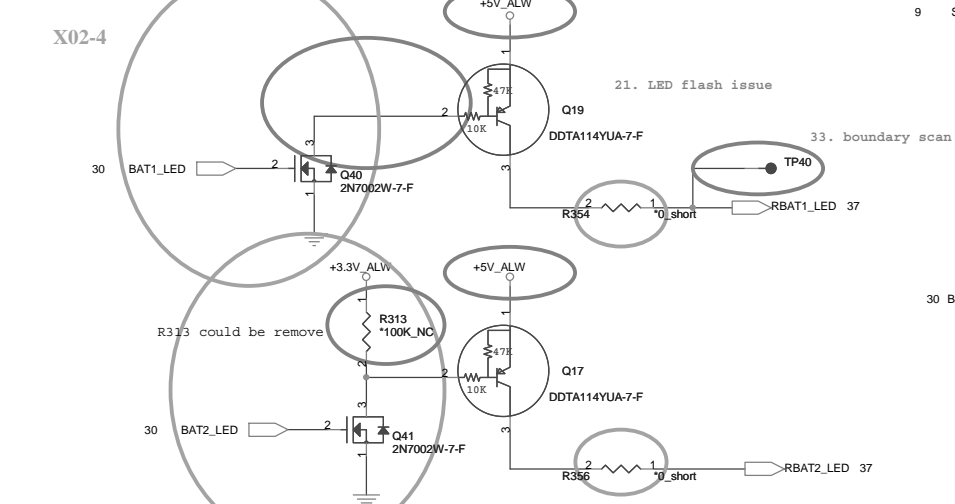 +5V_ALW
9 S
X02-4
1
47K
21. LED flash issue
2
10K
Q19
DDTA114YUA-7-F
33. boundary scan
3
TP40
30 BAT1_LED 2
Q40
2N7002W-7-F
1
3
2 1
R354 *0_short
RBAT1_LED 37
+3.3V_ALW
+5V_ALW
1
R313
*100K_NC
R313 could be remove
2
1
30 B
47K
2
10K
Q17
DDTA114YUA-7-F
3
30 BAT2_LED 2
Q41
2N7002W-7-F
1
3
2 1
R356 *0_short
RBAT2_LED 37